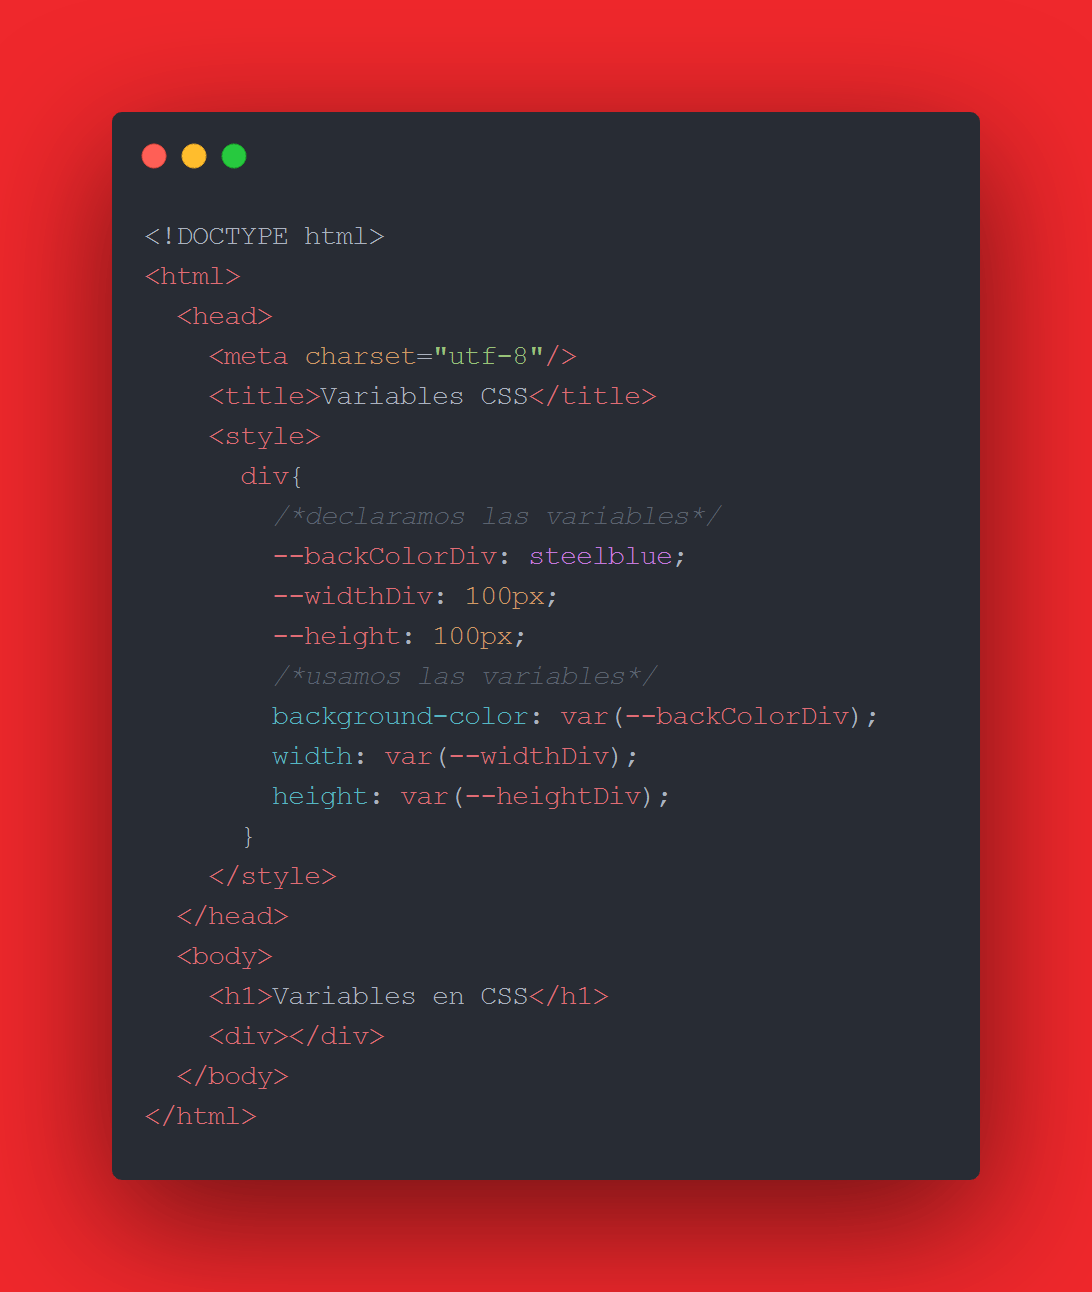 <!DOCTYPE html>
<html>
  <head>
    <meta charset="utf-8"/>
    <title>Variables CSS</title>
    <style>
      div{
        /*declaramos las variables*/
        --backColorDiv: steelblue;
        --widthDiv: 100px;
        --height: 100px;
        /*usamos las variables*/
        background-color: var(--backColorDiv);
        width: var(--widthDiv);
        height: var(--heightDiv);
      }
    </style>
  </head>
  <body>
    <h1>Variables en CSS</h1>
    <div></div>
  </body>
</html>